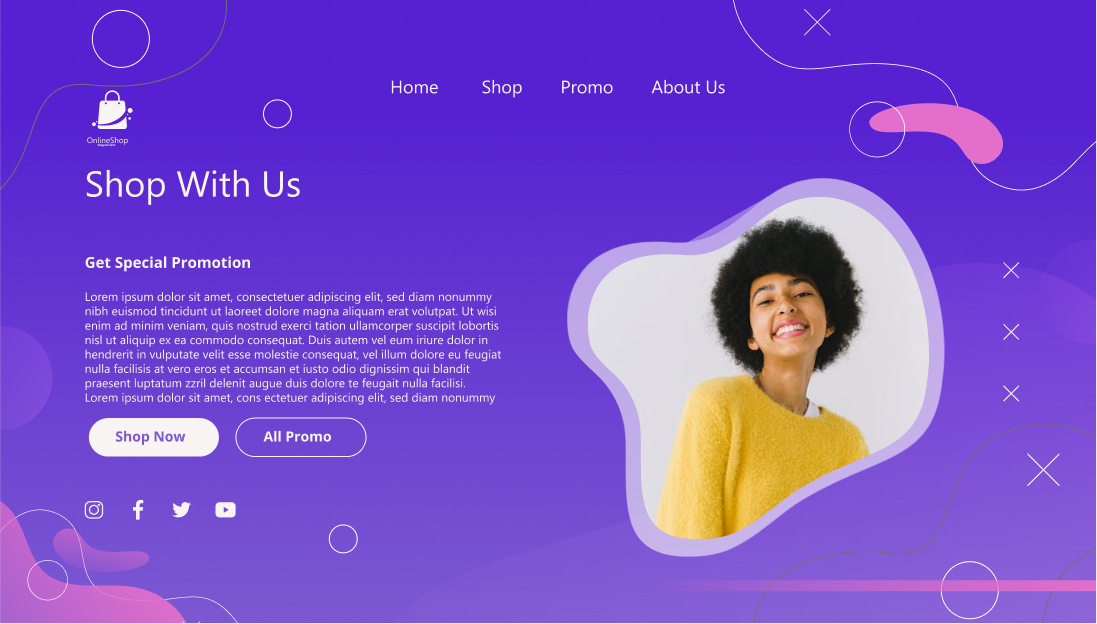 Home Shop Promo About Us
OnlineShop
Shop With Us
Get Special Promotion
Lorem ipsum dolor sit amet, consectetuer adipiscing elit, sed diam nonummy
nibh euismod tincidunt ut laoreet dolore magna aliquam erat volutpat. Ut wisi
enim ad minim veniam, quis nostrud exerci tation ullamcorper suscipit lobortis
nisl ut aliquip ex ea commodo consequat. Duis autem vel eum iriure dolor in
hendrerit in vulputate velit esse molestie consequat, vel illum dolore eu feugiat
nulla facilisis at vero eros et accumsan et iusto odio dignissim qui blandit
praesent luptatum zzril delenit augue duis dolore te feugait nulla facilisi.
Lorem ipsum dolor sit amet, cons ectetuer adipiscing elit, sed diam nonummy
Shop Now All Promo